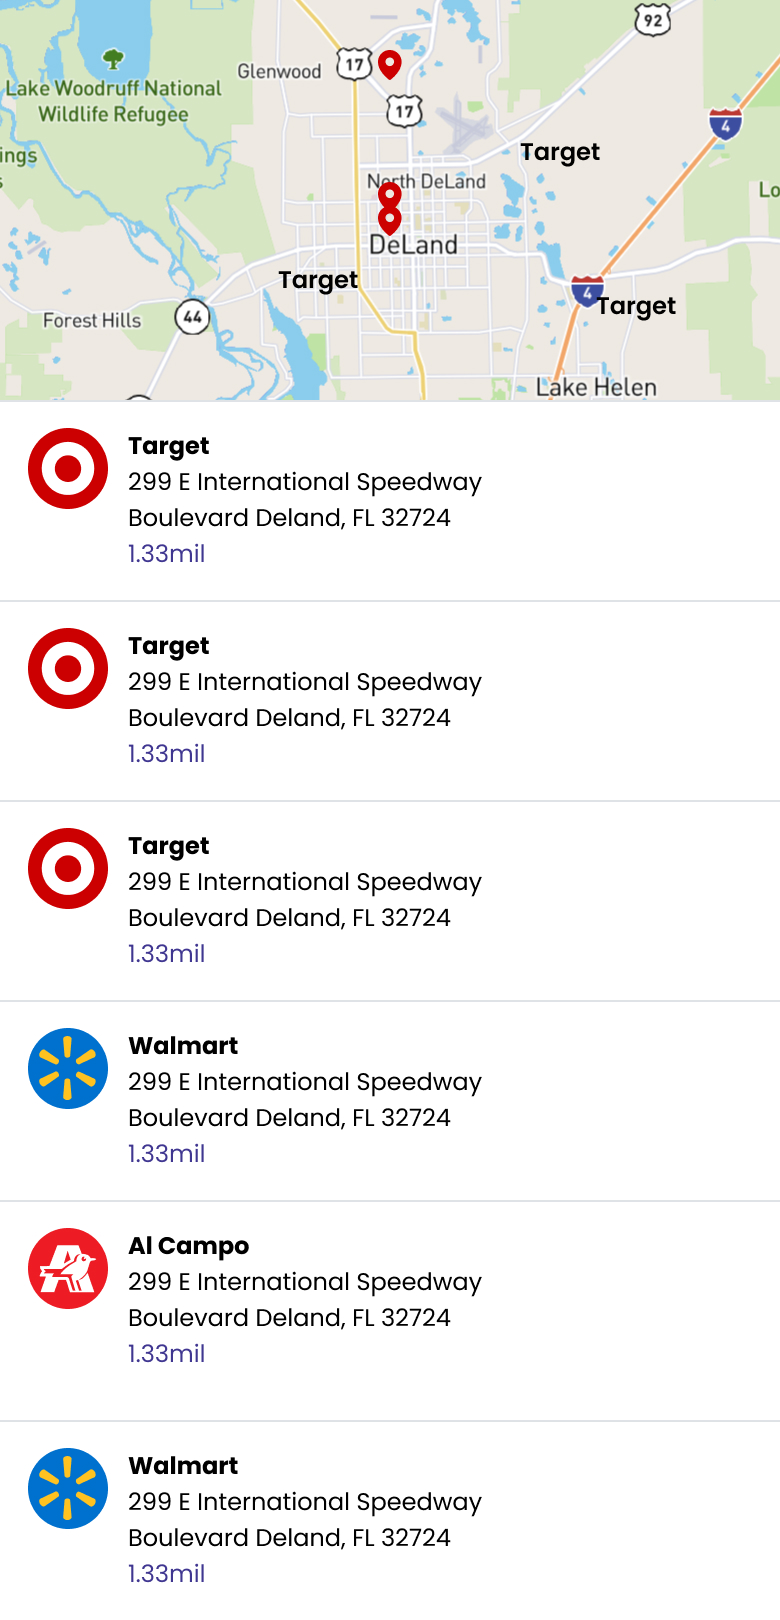 92
Glenwood
17
Lake Woodruff National
Wildlife Refugee
17
4
Target
ings
North DeLand
Lo
DeLand
Target
4
Target
Forest Hills
44
Lake Helen
Target
299 E International Speedway
Boulevard Deland, FL 32724
1.33mil
Target
299 E International Speedway
Boulevard Deland, FL 32724
1.33mil
Target
299 E International Speedway
Boulevard Deland, FL 32724
1.33mil
Walmart
299 E International Speedway
Boulevard Deland, FL 32724
1.33mil
Al Campo
299 E International Speedway
Boulevard Deland, FL 32724
1.33mil
Walmart
299 E International Speedway
Boulevard Deland, FL 32724
1.33mil